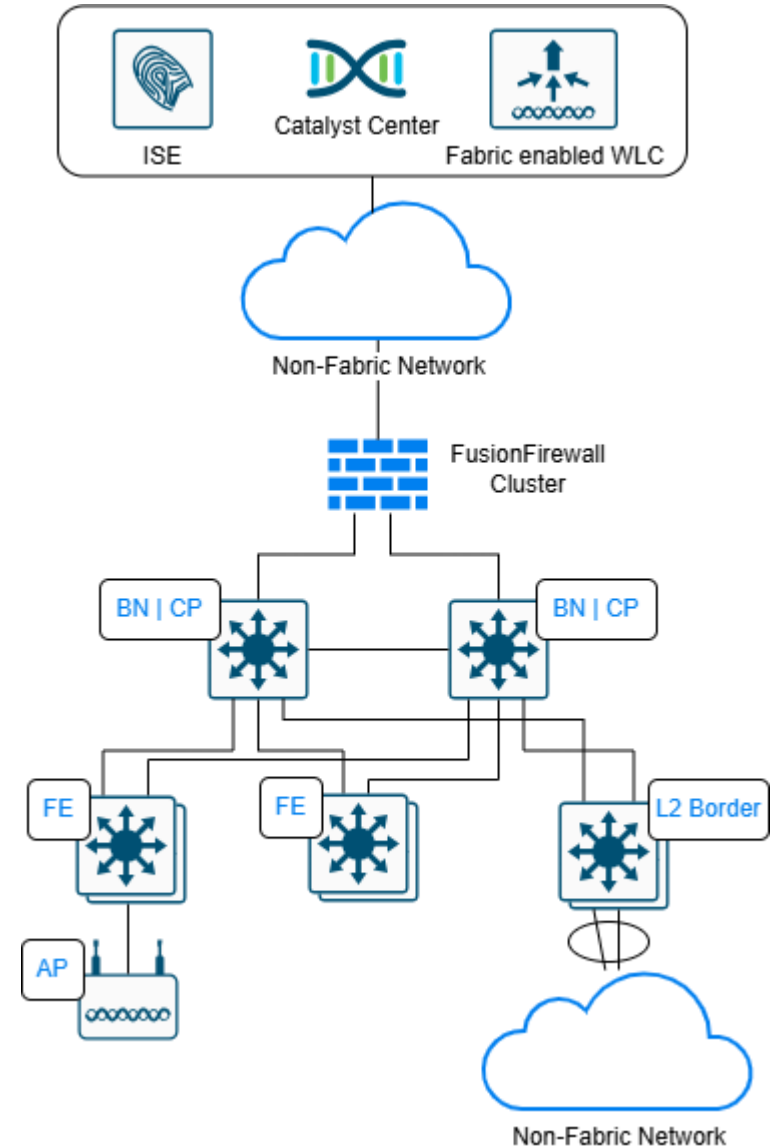 ISE
Catalyst Center
Fabric enabled WLC
Non-Fabric Network
FusionFirewall
Cluster
BN | CP
BN | CP
FE
FE
L2 Border
AP
Non-Fabric Network